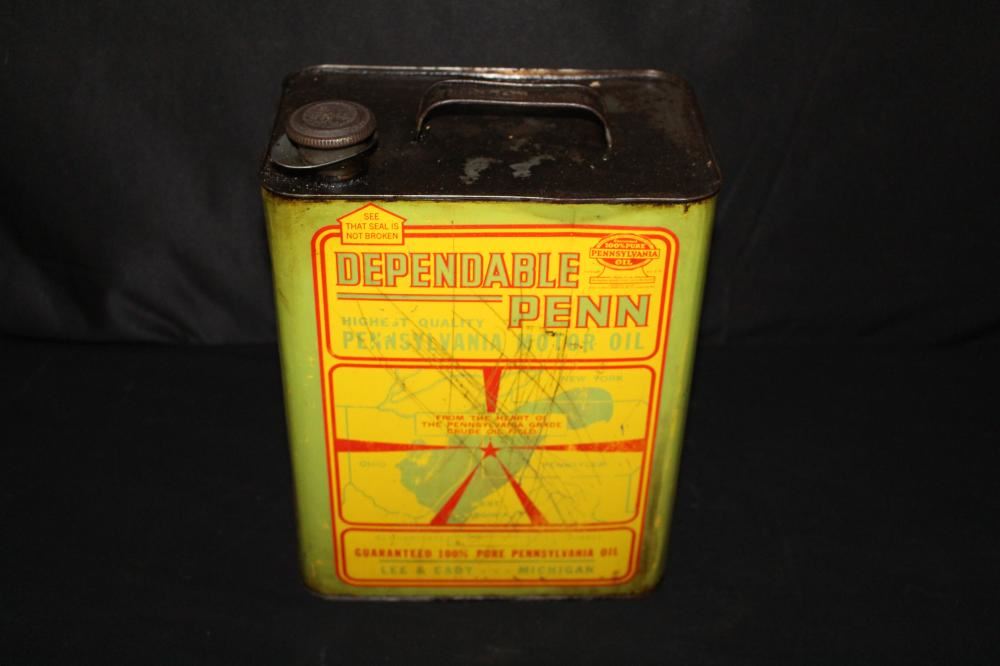 SEE
THAT SEAL IS
NOT BROKEN
100% PURE
PENNSYLVANIA
OIL
DEPENDABLE
PENN
HIGHEST QUALITY
PENNSYLVANIA MOTOR OIL
NEW YORK
FROM THE HEART OF
THE PENNSYLVANIA GRADE
CRUDE OIL FIELD
OHIO
GUARANTEED 100% PURE PENNSYLVANIA OIL
LEE & CADY - - - MICHIGAN